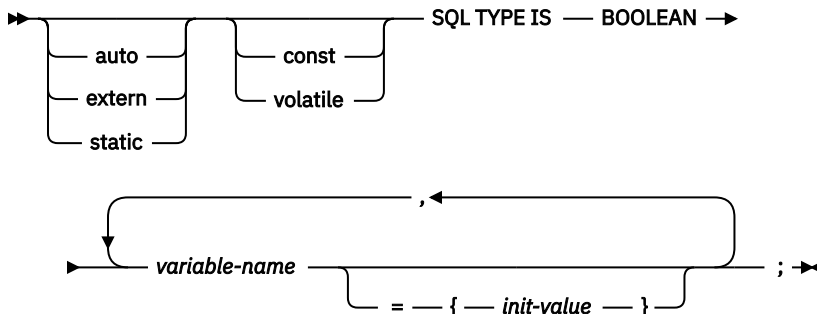 SQL TYPE IS BOOLEAN
auto const
extern volatile
static
,
variable-name ;
= { init-value }